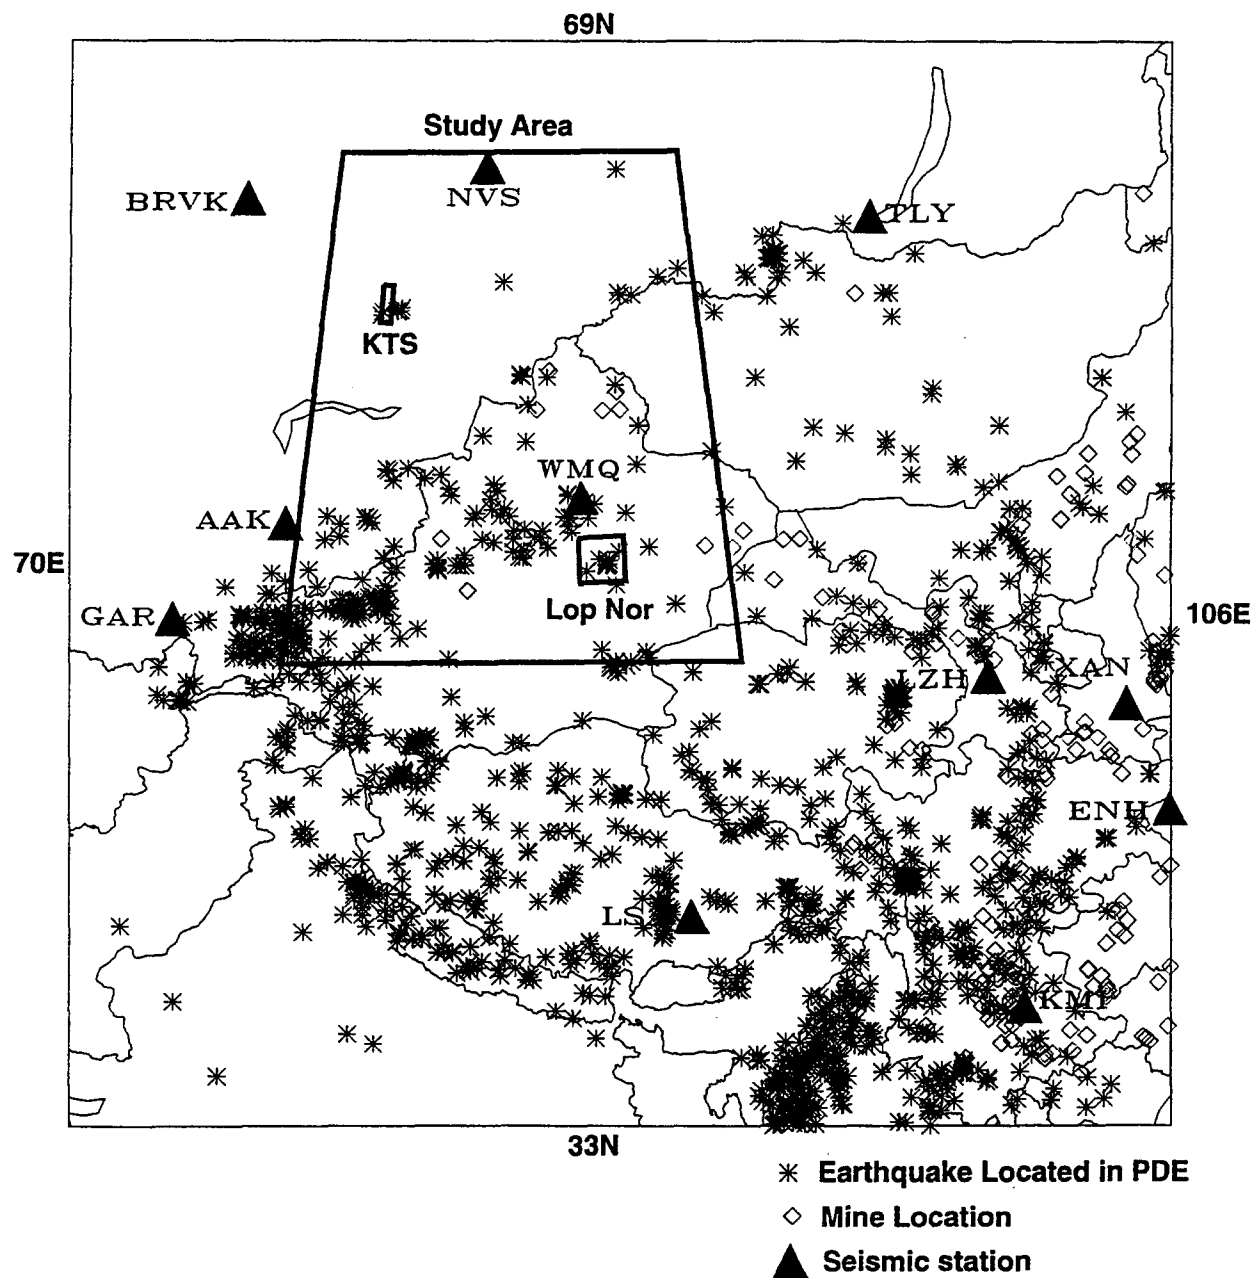 69N
Study Area
BRVK
NVS
TLY
KTS
WMQ
AAK
70E
Lop Nor
GAR
106E
XAN
LZH
ENH
LS
KMI
33N
Earthquake Located in PDE
Mine Location
Seismic station